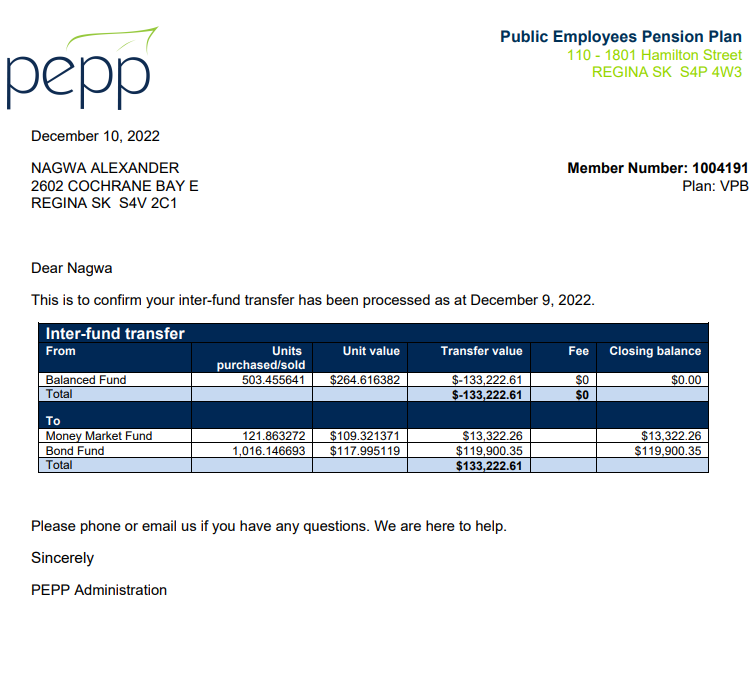 pepp
Public Employees Pension Plan
110 - 1801 Hamilton Street
REGINA SK S4P 4W3
December 10, 2022
NAGWA ALEXANDER
2602 COCHRANE BAY E
REGINA SK S4V 2C1
Member Number: 1004191
Plan: VPB
Dear Nagwa
This is to confirm your inter-fund transfer has been processed as at December 9, 2022.
Inter-fund transfer
From Units purchased/sold Unit value Transfer value Fee Closing balance
Balanced Fund 503.455641 $264.616382 $-133,222.61 $0 $0.00
Total $-133,222.61 $0
To
Money Market Fund 121.863272 $109.321371 $13,322.26 $13,322.26
Bond Fund 1,016.146693 $117.995119 $119,900.35 $119,900.35
Total $133,222.61
Please phone or email us if you have any questions. We are here to help.
Sincerely
PEPP Administration